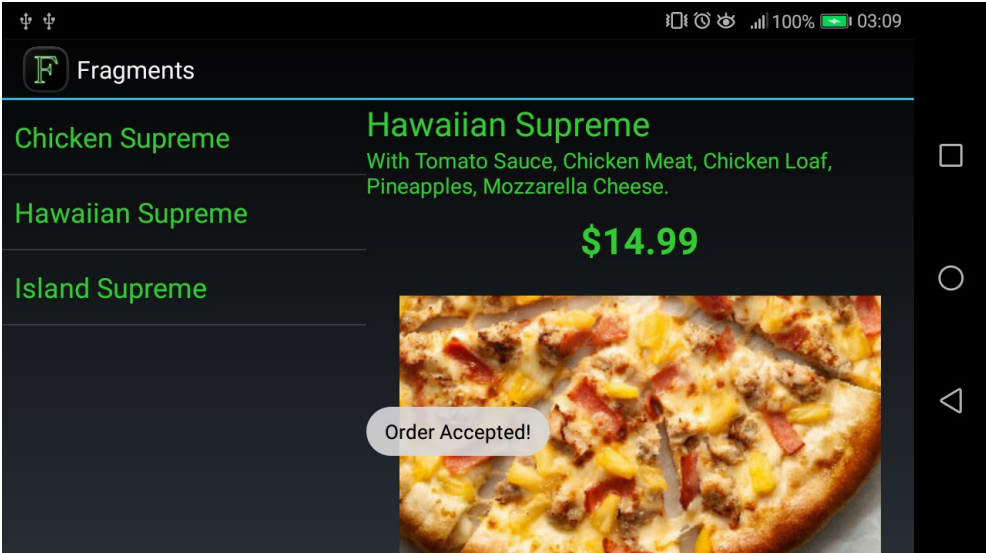 100% 03:09
F Fragments
Chicken Supreme
Hawaiian Supreme
Island Supreme
Hawaiian Supreme
With Tomato Sauce, Chicken Meat, Chicken Loaf,
Pineapples, Mozzarella Cheese.
$14.99
Order Accepted!